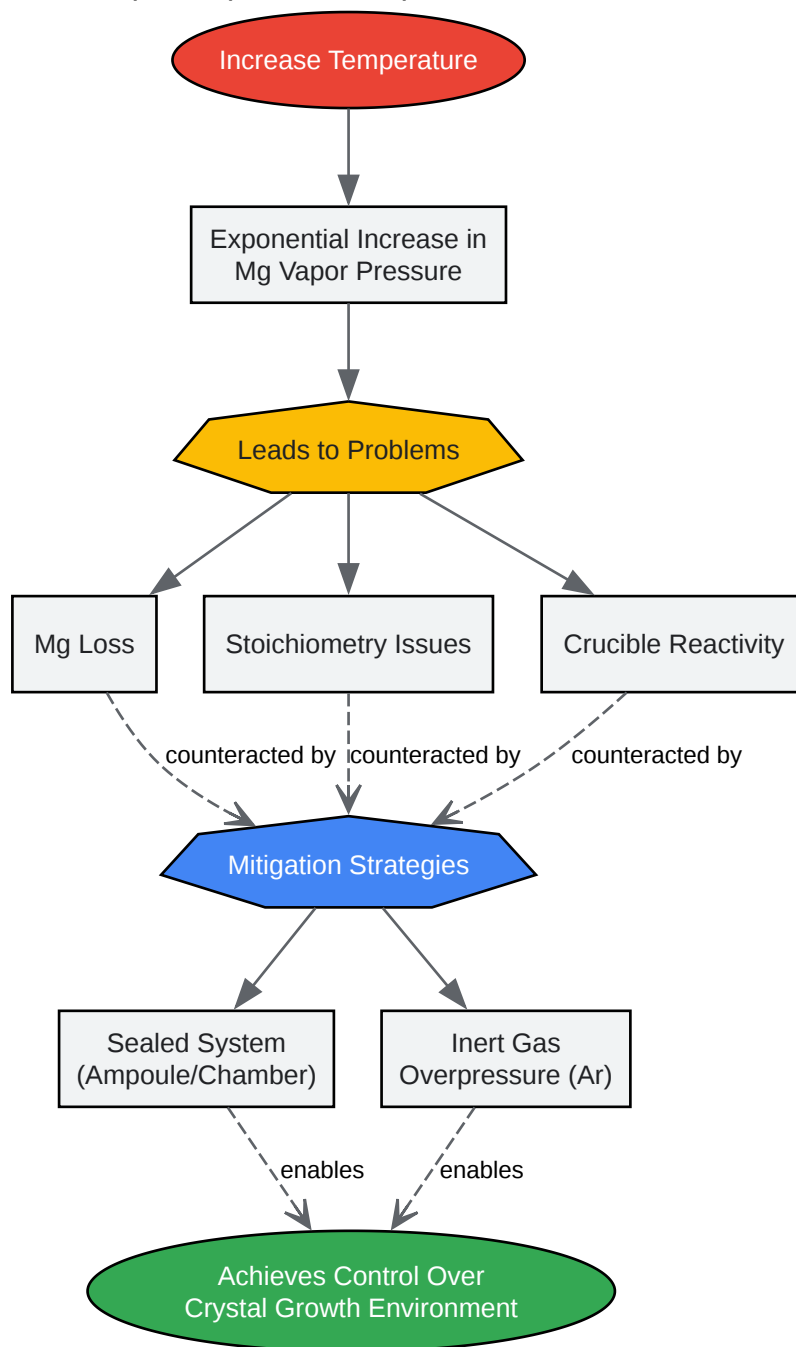 Increase Temperature
Exponential Increase in
Mg Vapor Pressure
Leads to Problems
Mg Loss
Stoichiometry Issues
Crucible Reactivity
counteracted by
counteracted by
counteracted by
Mitigation Strategies
Sealed System
(Ampoule/Chamber)
Inert Gas
Overpressure (Ar)
enables
enables
Achieves Control Over
Crystal Growth Environment